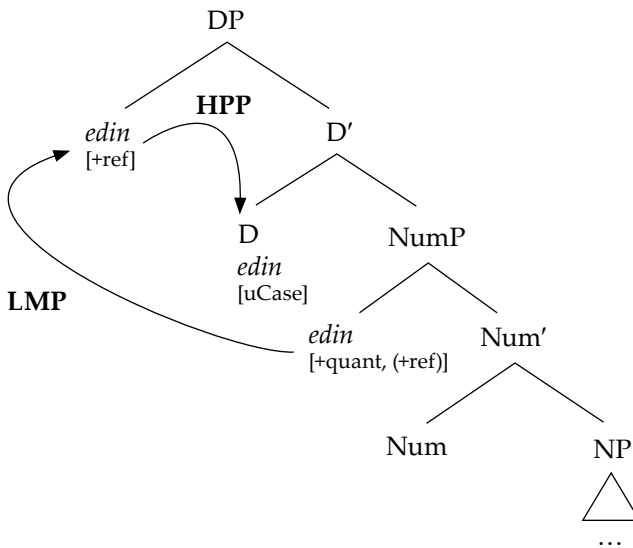 DP
HPP
edin
[+ref]
D′
D
edin
[uCase]
NumP
LMP
edin
[+quant, (+ref)]
Num′
Num
NP
…